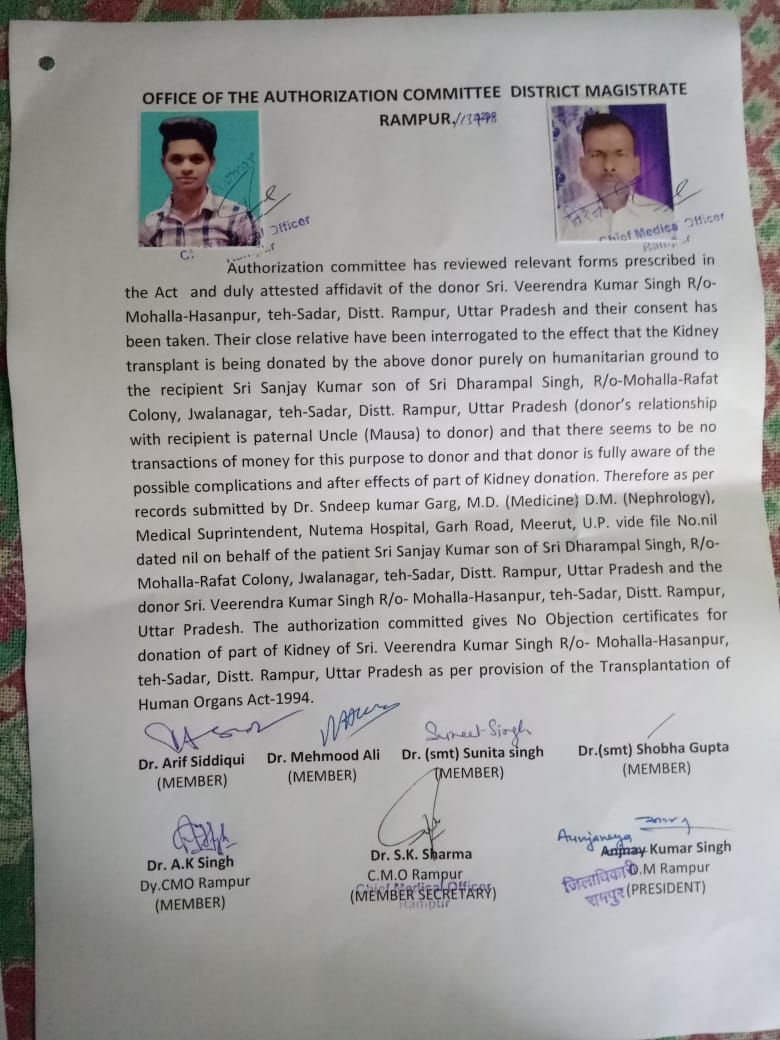 OFFICE OF THE AUTHORIZATION COMMITTEE DISTRICT MAGISTRATE
RAMPUR
Chief Medical Officer
Rampur
Authorization committee has reviewed relevant forms prescribed in
the Act and duly attested affidavit of the donor Sri. Veerendra Kumar Singh R/o-
Mohalla-Hasanpur, teh-Sadar, Distt. Rampur, Uttar Pradesh and their consent has
been taken. Their close relative have been interrogated to the effect that the Kidney
transplant is being donated by the above donor purely on humanitarian ground to
the recipient Sri Sanjay Kumar son of Sri Dharampal Singh, R/o-Mohalla-Rafat
Colony, Jwalanagar, teh-Sadar, Distt. Rampur, Uttar Pradesh (donor's relationship
with recipient is paternal Uncle (Mausa) to donor) and that there seems to be no
transactions of money for this purpose to donor and that donor is fully aware of the
possible complications and after effects of part of Kidney donation. Therefore as per
records submitted by Dr. Sndeep kumar Garg, M.D. (Medicine) D.M. (Nephrology),
Medical Suprintendent, Nutema Hospital, Garh Road, Meerut, U.P. vide file No.nil
dated nil on behalf of the patient Sri Sanjay Kumar son of Sri Dharampal Singh, R/o-
Mohalla-Rafat Colony, Jwalanagar, teh-Sadar, Distt. Rampur, Uttar Pradesh and the
donor Sri. Veerendra Kumar Singh R/o- Mohalla-Hasanpur, teh-Sadar, Distt. Rampur,
Uttar Pradesh. The authorization committed gives No Objection certificates for
donation of part of Kidney of Sri. Veerendra Kumar Singh R/o- Mohalla-Hasanpur,
teh-Sadar, Distt. Rampur, Uttar Pradesh as per provision of the Transplantation of
Human Organs Act-1994.
Dr. Arif Siddiqui Dr. Mehmood Ali Dr. (smt) Sunita singh Dr.(smt) Shobha Gupta
(MEMBER) (MEMBER) (MEMBER) (MEMBER)
Aunjaneya
Dr. A.K Singh Dr. S.K. Sharma Kumar Singh
Dy.CMO Rampur C.M.O Rampur जिलाधिकारी D.M Rampur
(MEMBER) (MEMBER SECRETARY) रामपुर (PRESIDENT)
Chief Medical Officer
Rampur